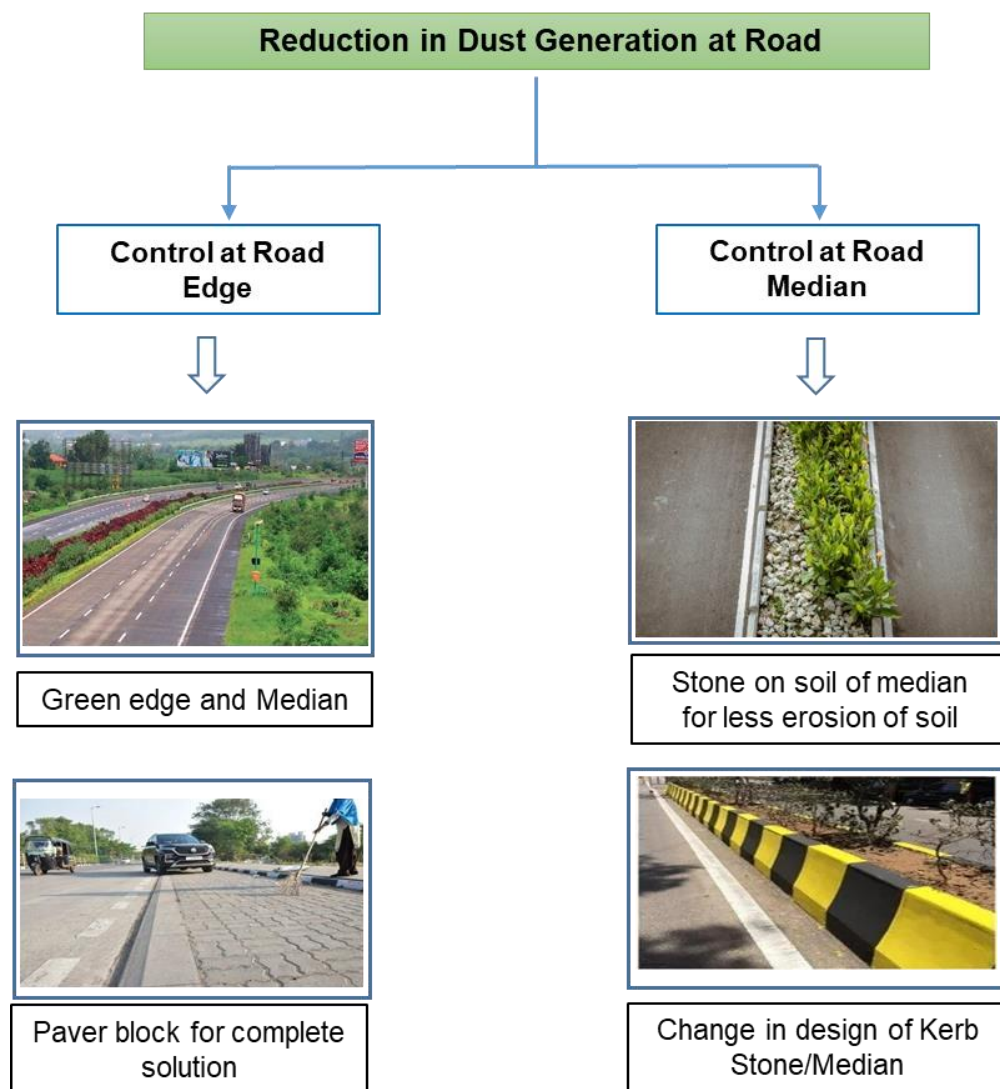 Reduction in Dust Generation at Road
Control at Road
Edge
Control at Road
Median
Green edge and Median
Stone on soil of median
for less erosion of soil
Paver block for complete
solution
Change in design of Kerb
Stone/Median